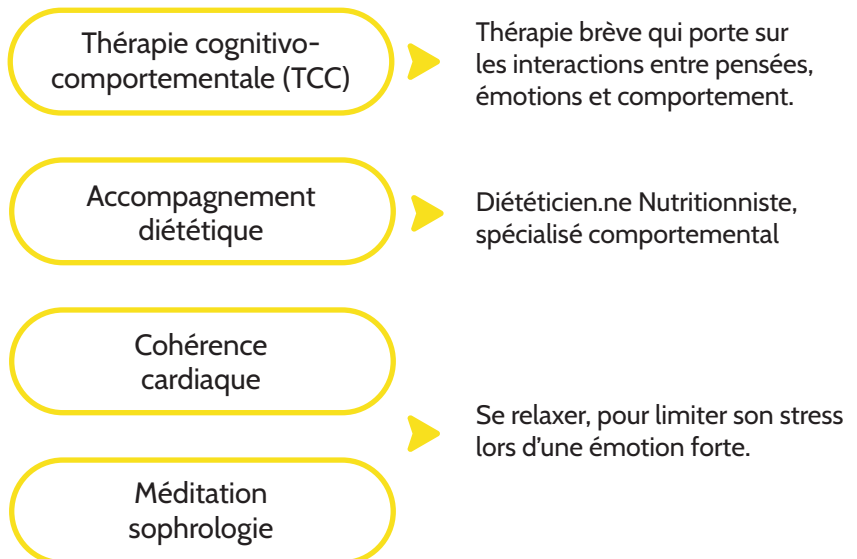 Thérapie cognitivo-
comportementale (TCC)
Thérapie brève qui porte sur
les interactions entre pensées,
émotions et comportement.
Accompagnement
diététique
Diététicien.ne Nutritionniste,
spécialisé comportemental
Cohérence
cardiaque
Méditation
sophrologie
Se relaxer, pour limiter son stress
lors d’une émotion forte.